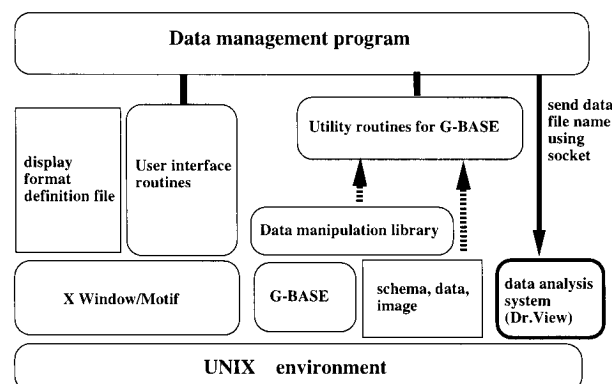 Data management program
send data
file name
using
socket
Utility routines for G-BASE
display
format
definition file
User interface
routines
Data manipulation library
X Window/Motif
G-BASE
schema, data,
image
data analysis
system
(Dr.View)
UNIX environment